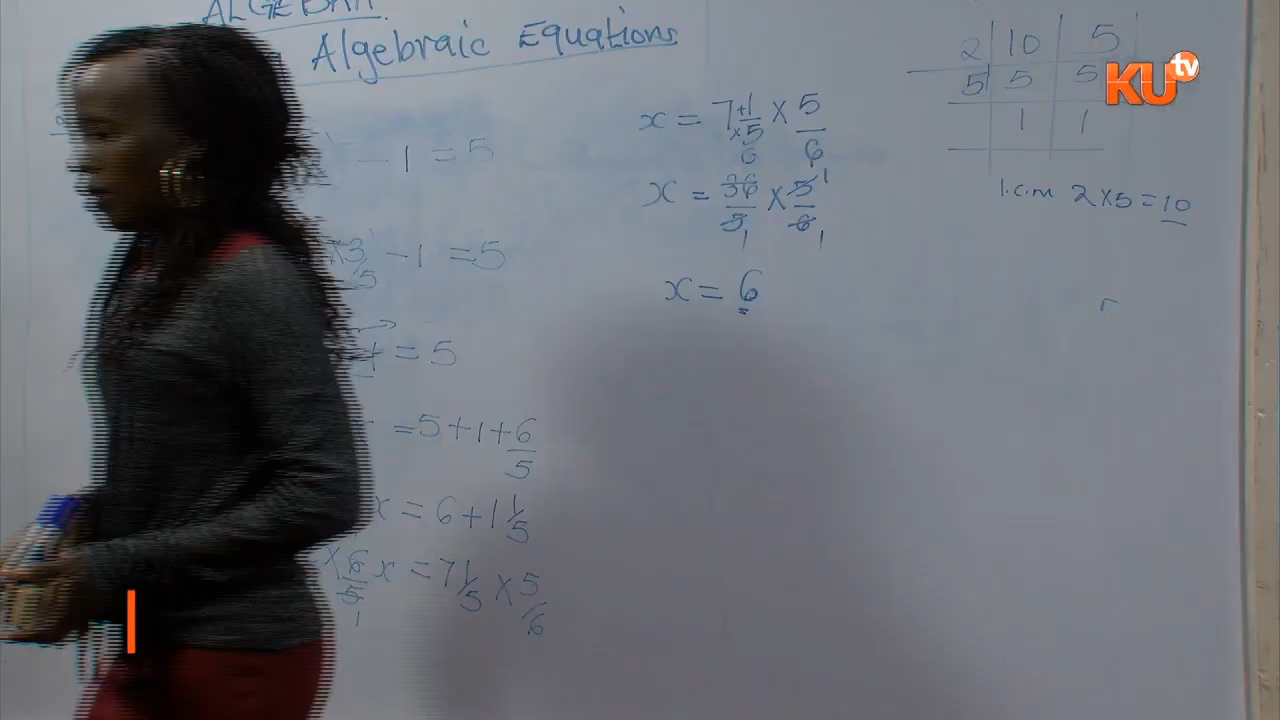 ALGEBRA
Algebraic Equations
- 1 = 5
3/5 - 1 = 5
= 5
= 5 + 1 + 6/5
x = 6 + 1 1/5
x = 7 1/5 × 5/6
x = 7 +1/×5 × 5/6
x = 36/5 × 5/6
x = 6
2 | 10 | 5
5 | 5 | 5
1 | 1
l.c.m 2 × 5 = 10
KU tv